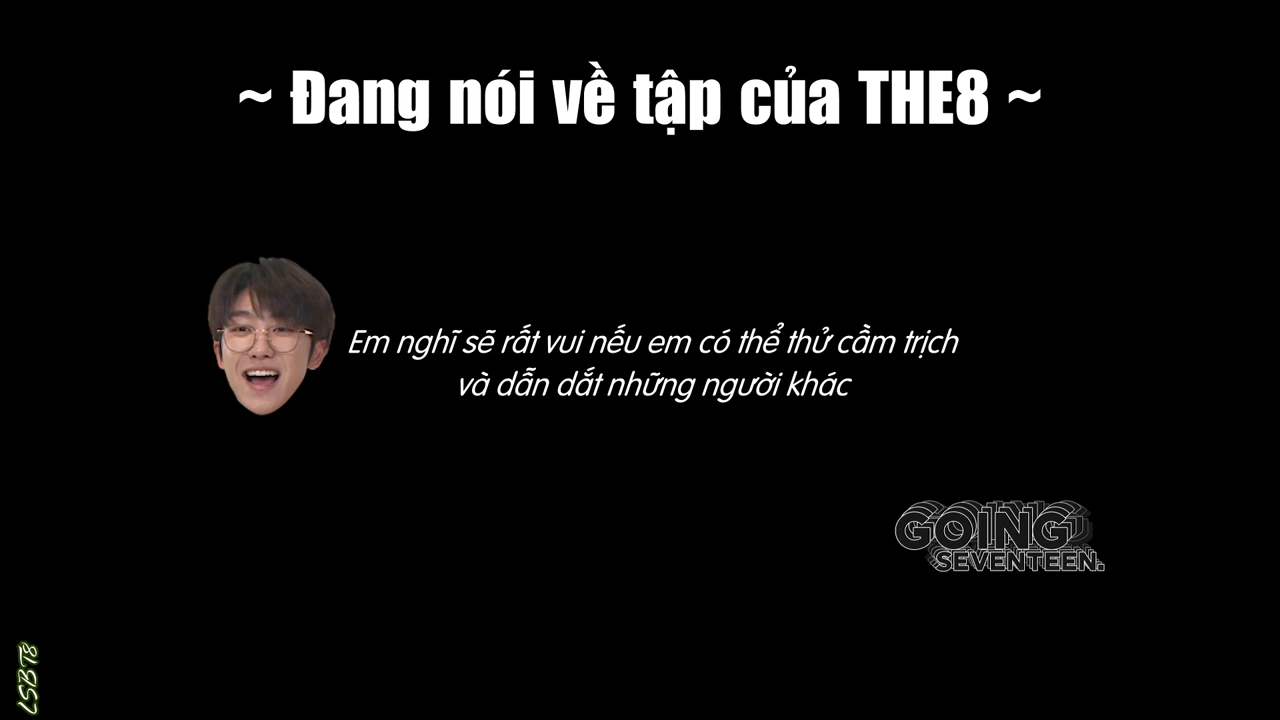 ~ Đang nói về tập của THE8 ~
Em nghĩ sẽ rất vui nếu em có thể thử cầm trịch
và dẫn dắt những người khác
GOING
SEVENTEEN.
LSBT8